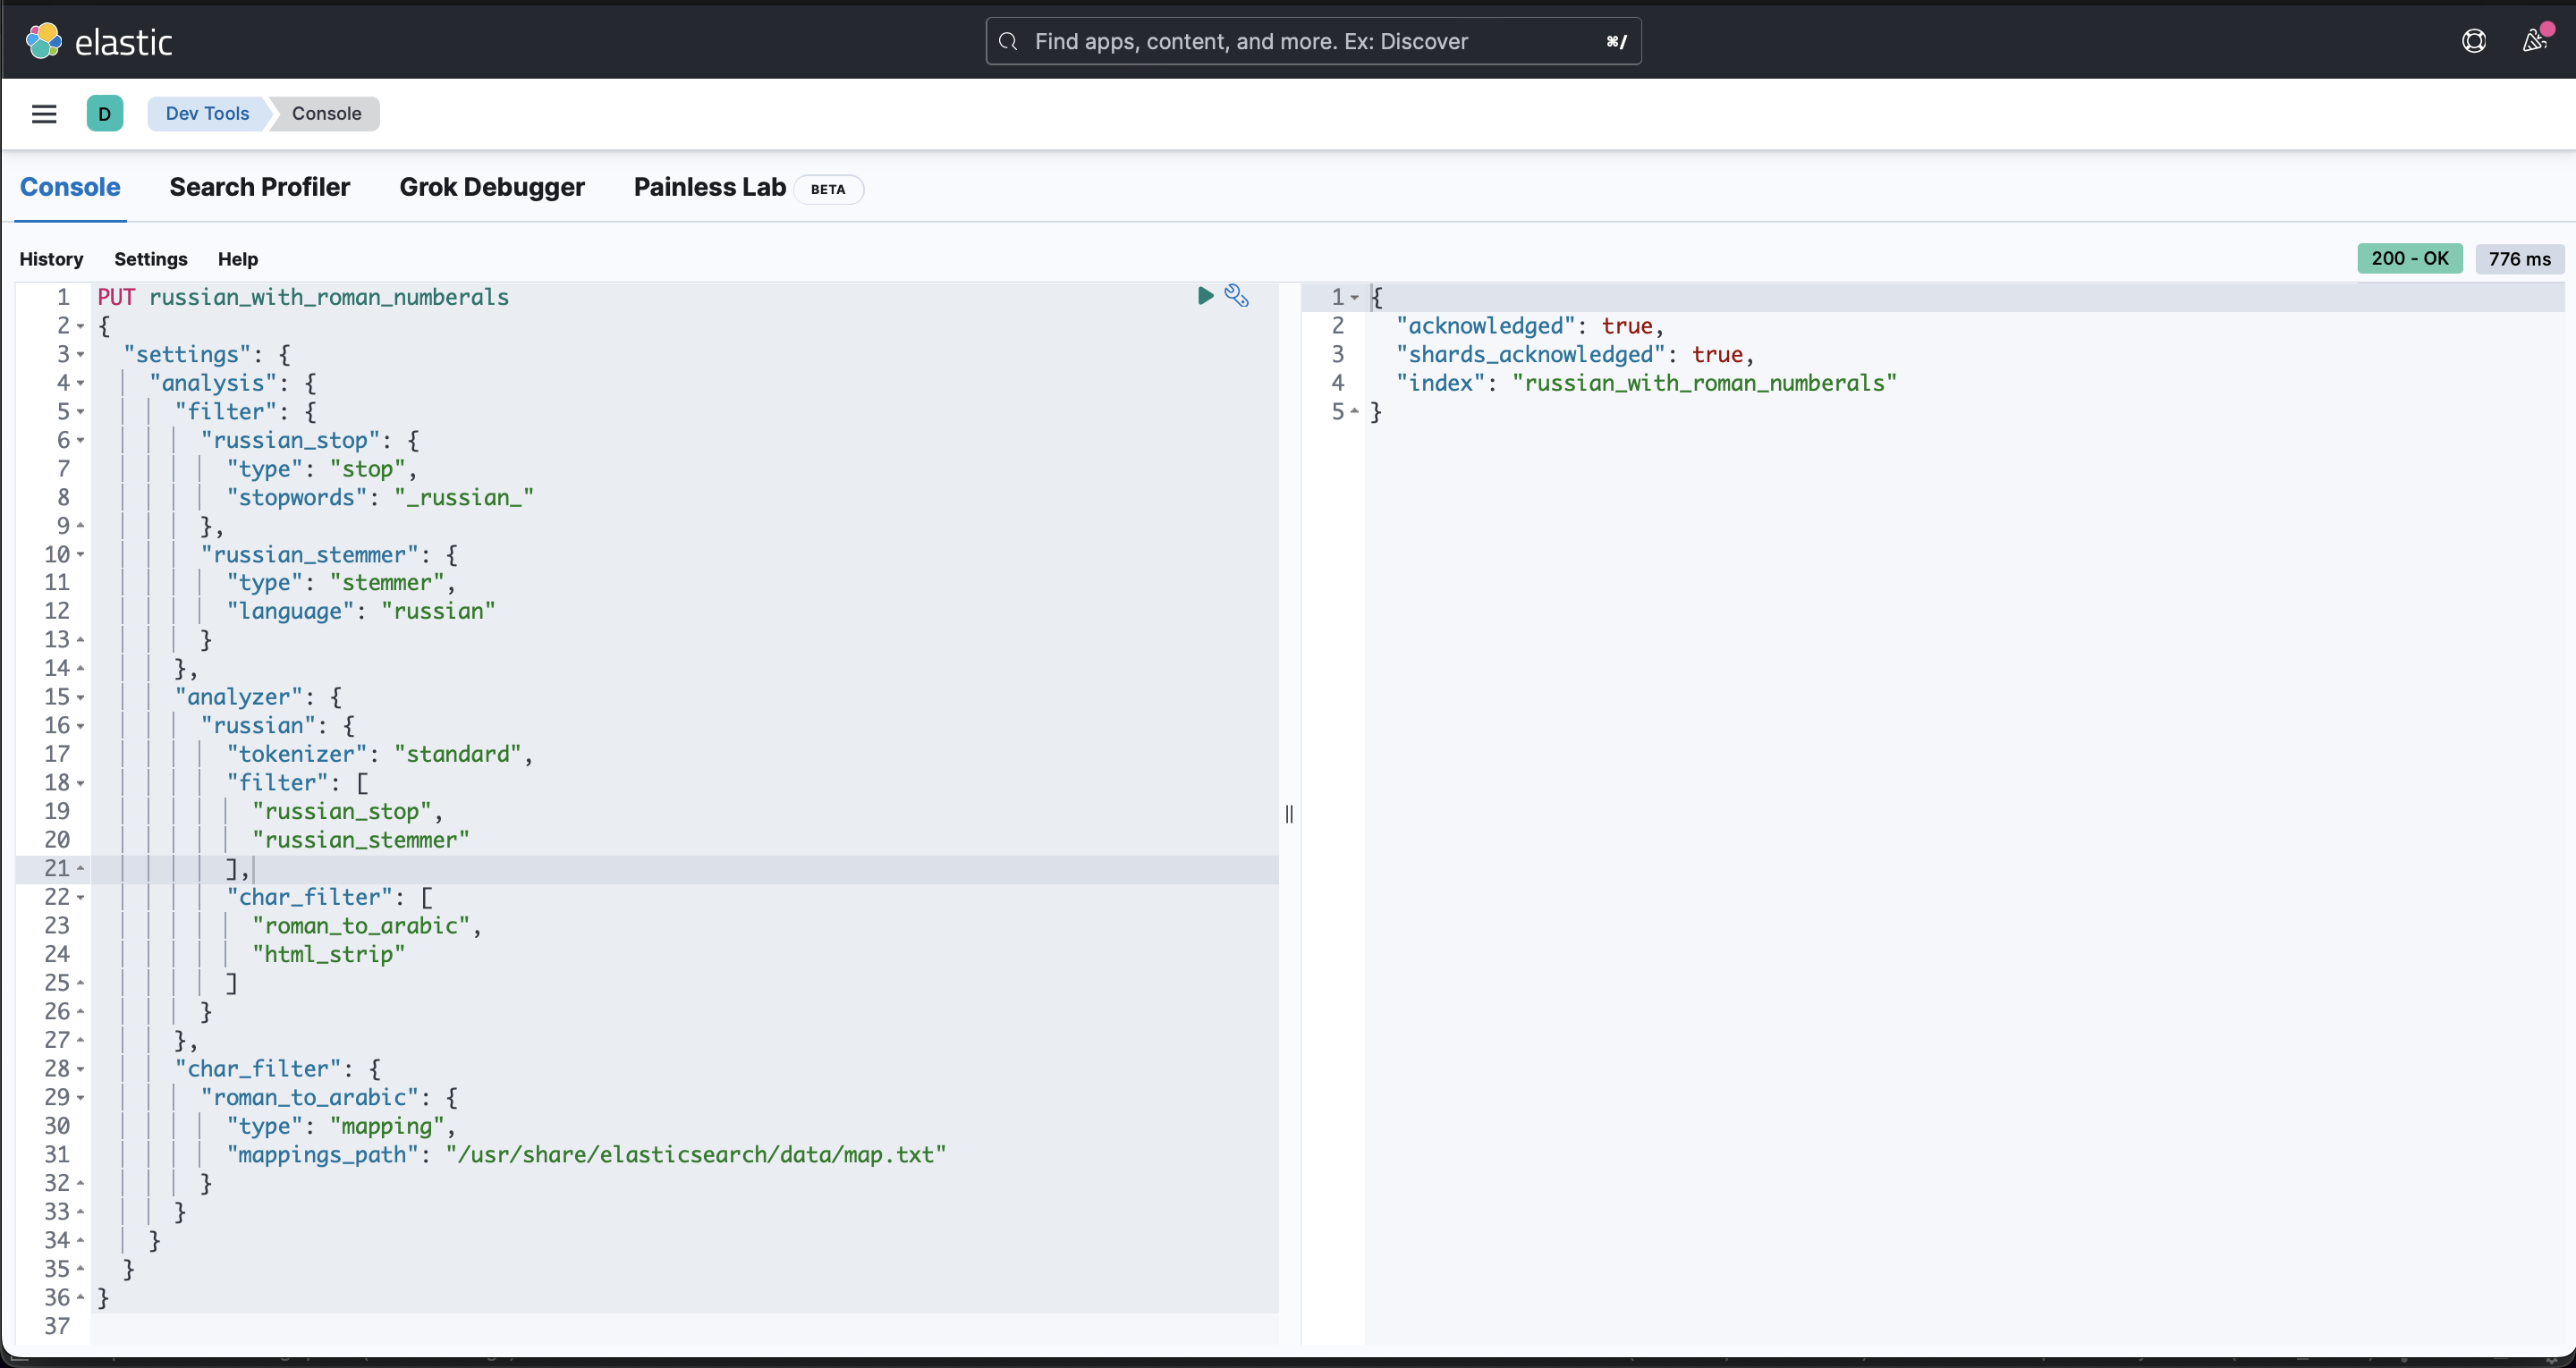 elastic
Find apps, content, and more. Ex: Discover ⌘/
D Dev Tools Console
Console Search Profiler Grok Debugger Painless Lab BETA
History Settings Help
200 - OK 776 ms
1 PUT russian_with_roman_numberals
2 {
3 "settings": {
4 "analysis": {
5 "filter": {
6 "russian_stop": {
7 "type": "stop",
8 "stopwords": "_russian_"
9 },
10 "russian_stemmer": {
11 "type": "stemmer",
12 "language": "russian"
13 }
14 },
15 "analyzer": {
16 "russian": {
17 "tokenizer": "standard",
18 "filter": [
19 "russian_stop",
20 "russian_stemmer"
21 ],
22 "char_filter": [
23 "roman_to_arabic",
24 "html_strip"
25 ]
26 }
27 },
28 "char_filter": {
29 "roman_to_arabic": {
30 "type": "mapping",
31 "mappings_path": "/usr/share/elasticsearch/data/map.txt"
32 }
33 }
34 }
35 }
36 }
37
1 {
2 "acknowledged": true,
3 "shards_acknowledged": true,
4 "index": "russian_with_roman_numberals"
5 }